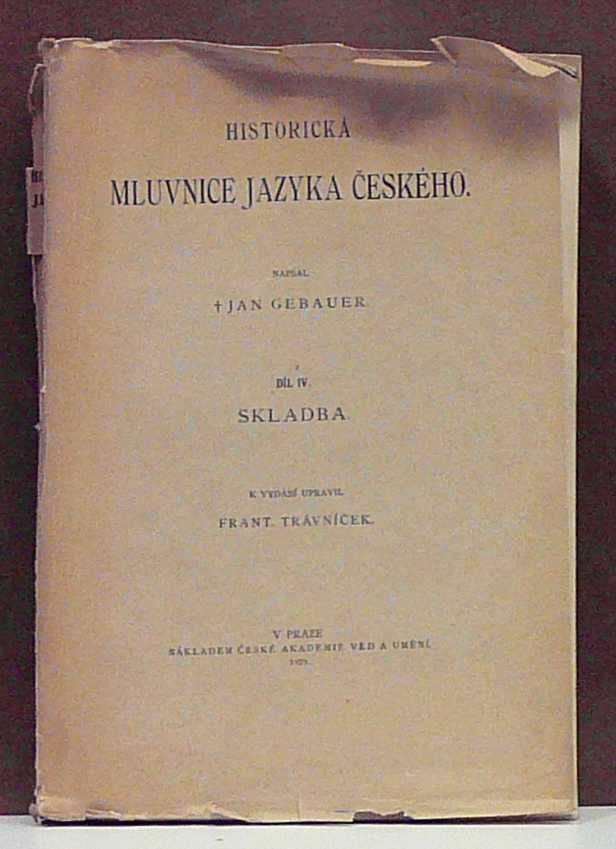 HISTORICKÁ
MLUVNICE JAZYKA ČESKÉHO.
NAPSAL
† JAN GEBAUER.
DÍL IV.
SKLADBA.
K VYDÁNÍ UPRAVIL
FRANT. TRÁVNÍČEK.
V PRAZE
NÁKLADEM ČESKÉ AKADEMIE VĚD A UMĚNÍ.
1929.